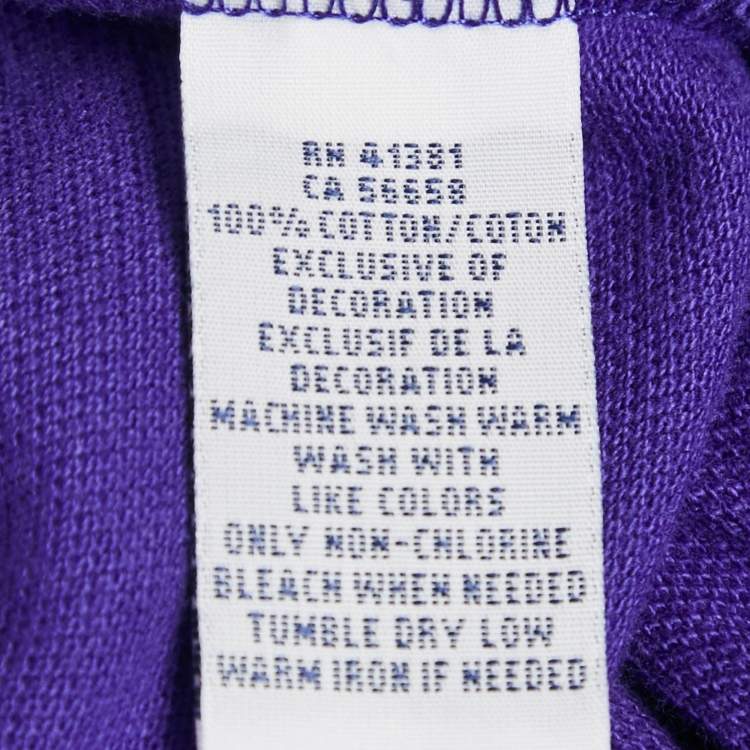 RN 41381
CA 56658
100% COTTON/COTON
EXCLUSIVE OF
DECORATION
EXCLUSIF DE LA
DECORATION
MACHINE WASH WARM
WASH WITH
LIKE COLORS
ONLY NON-CHLORINE
BLEACH WHEN NEEDED
TUMBLE DRY LOW
WARM IRON IF NEEDED